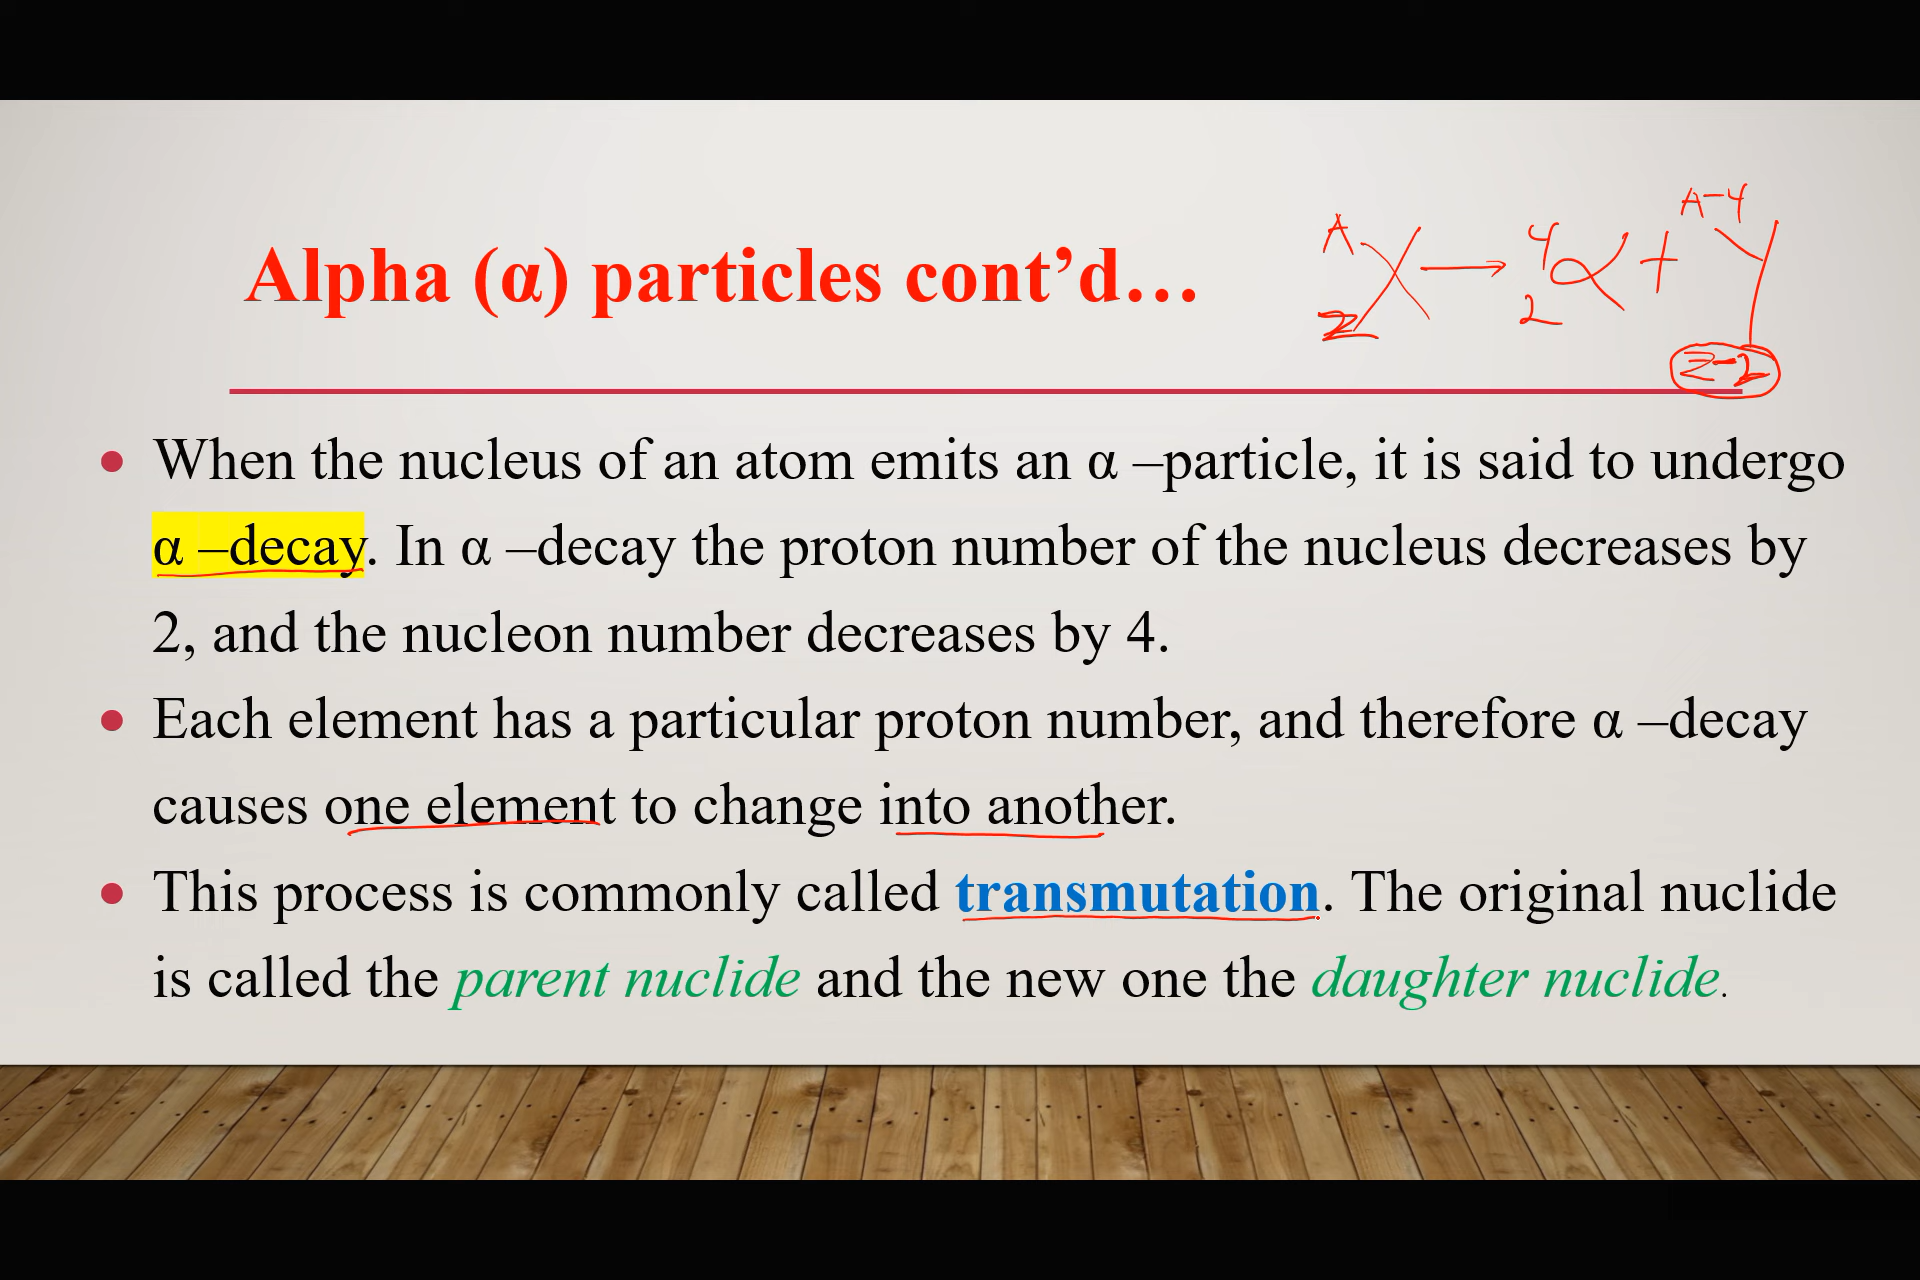 Alpha (α) particles cont’d…
A X → 4 α + A-4 Y
Z 2 Z-2
• When the nucleus of an atom emits an α –particle, it is said to undergo
α –decay. In α –decay the proton number of the nucleus decreases by
2, and the nucleon number decreases by 4.
• Each element has a particular proton number, and therefore α –decay
causes one element to change into another.
• This process is commonly called transmutation. The original nuclide
is called the parent nuclide and the new one the daughter nuclide.